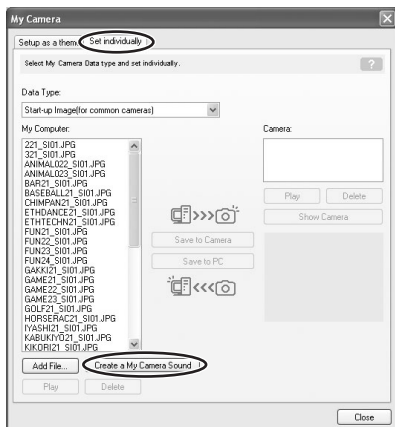 My Camera
Setup as a them. Set individually
Select My Camera Data type and set individually.
?
Data Type:
Start-up Image(for common cameras)
My Computer:
Camera:
221_SI01.JPG
321_SI01.JPG
ANIMAL022_SI01.JPG
ANIMAL023_SI01.JPG
BAR21_SI01.JPG
BASEBALL21_SI01.JPG
CHIMPAN21_SI01.JPG
ETHDANCE21_SI01.JPG
ETHTECHN21_SI01.JPG
FUN21_SI01.JPG
FUN22_SI01.JPG
FUN23_SI01.JPG
FUN24_SI01.JPG
GAKKI21_SI01.JPG
GAME21_SI01.JPG
GAME22_SI01.JPG
GAME23_SI01.JPG
GOLF21_SI01.JPG
HORSERAC21_SI01.JPG
IYASHI21_SI01.JPG
KABUKIYO21_SI01.JPG
KIKORI21_SI01.JPG
Play Delete
Show Camera
>>>
Save to Camera
Save to PC
<<<
Add File... Create a My Camera Sound
Play Delete
Close